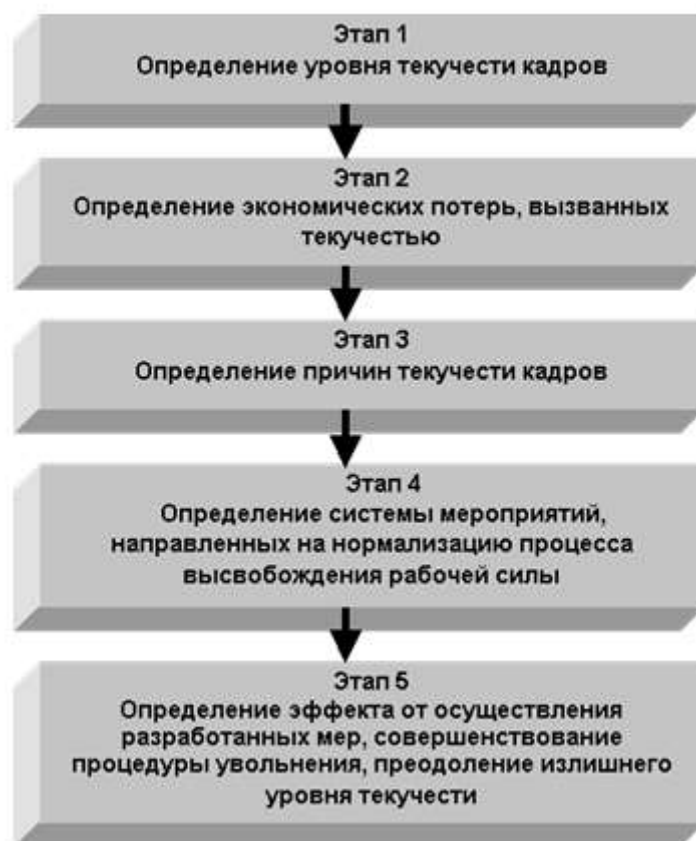 Этап 1
Определение уровня текучести кадров
Этап 2
Определение экономических потерь, вызванных
текучестью
Этап 3
Определение причин текучести кадров
Этап 4
Определение системы мероприятий,
направленных на нормализацию процесса
высвобождения рабочей силы
Этап 5
Определение эффекта от осуществления
разработанных мер, совершенствование
процедуры увольнения, преодоление излишнего
уровня текучести